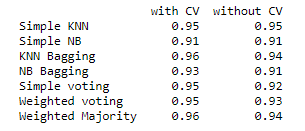 with CV without CV
Simple KNN 0.95 0.95
Simple NB 0.91 0.91
KNN Bagging 0.96 0.94
NB Bagging 0.93 0.91
Simple voting 0.95 0.92
Weighted voting 0.95 0.93
Weighted Majority 0.96 0.94